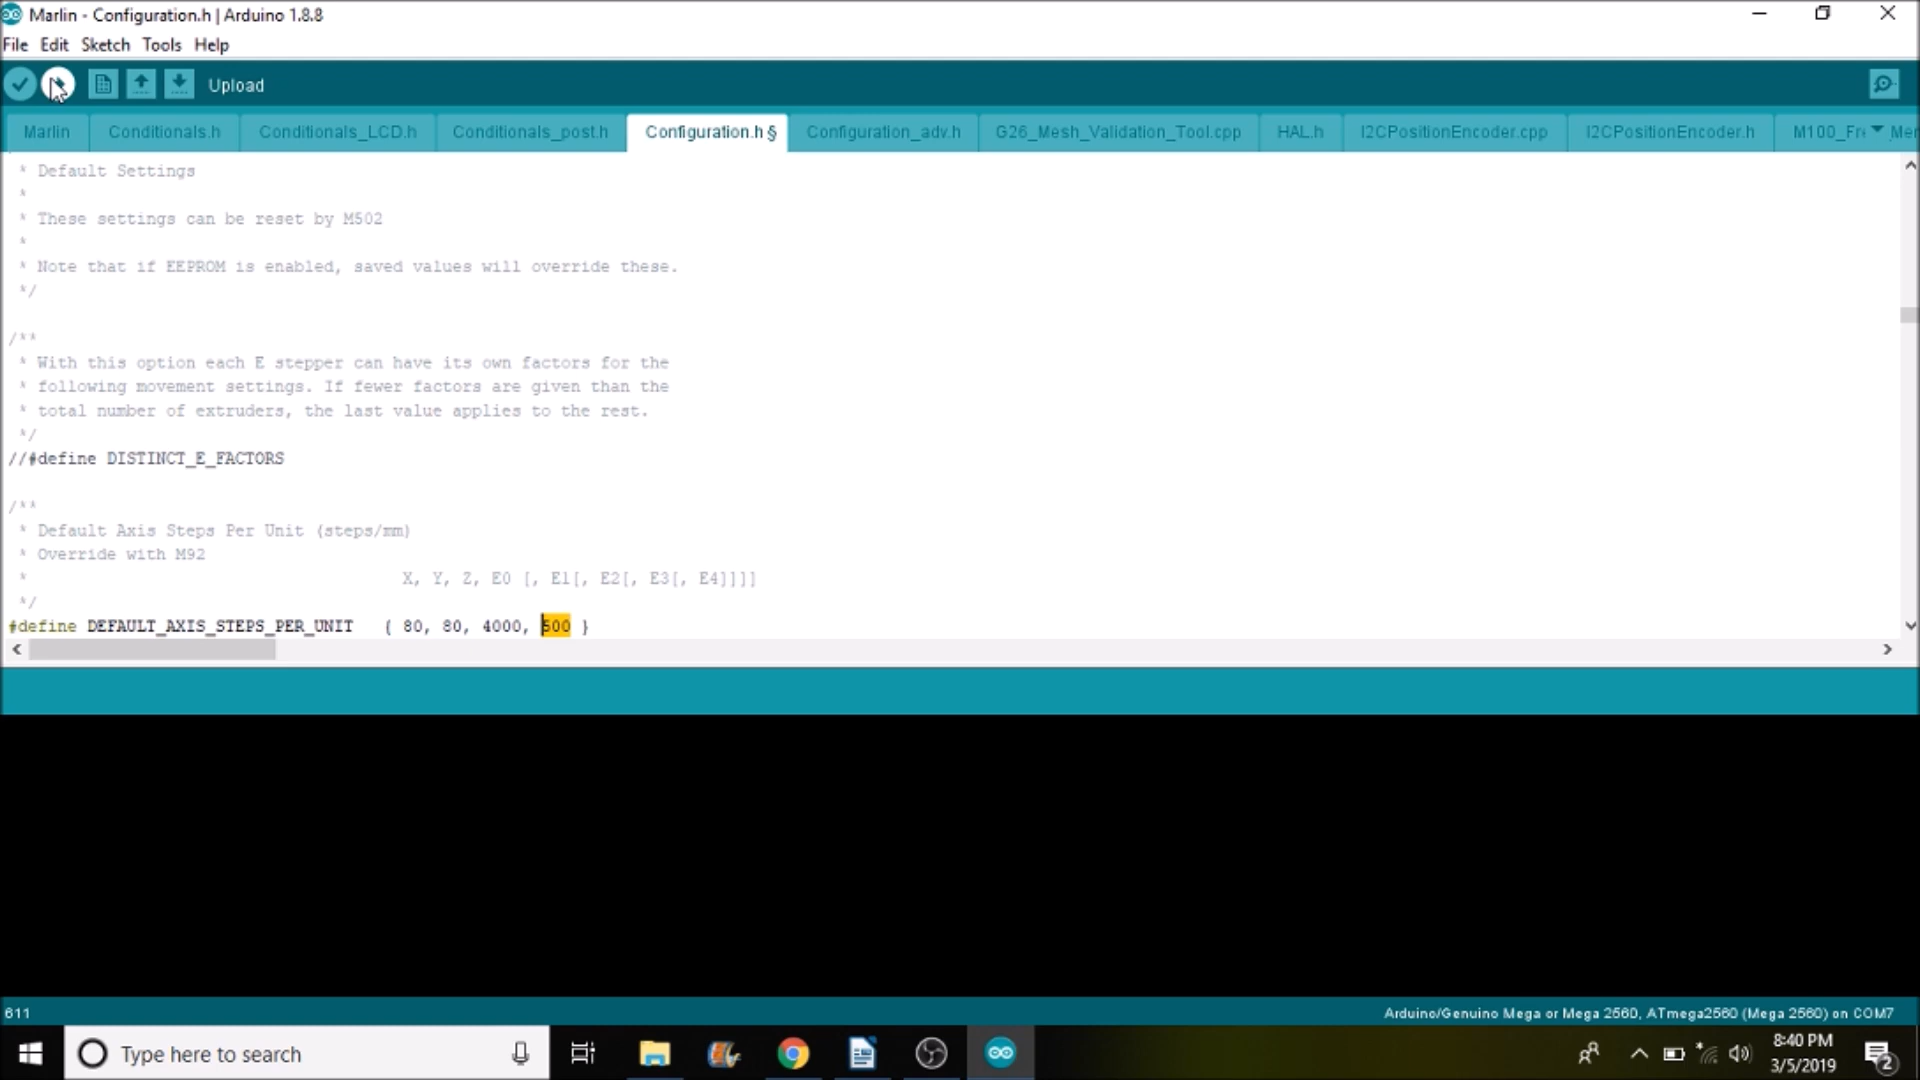 Marlin - Configuration.h | Arduino 1.8.8
File Edit Sketch Tools Help
Upload
Marlin Conditionals.h Conditionals_LCD.h Conditionals_post.h Configuration.h § Configuration_adv.h G26_Mesh_Validation_Tool.cpp HAL.h I2CPositionEncoder.cpp I2CPositionEncoder.h M100_Fr Mer
* Default Settings
*
* These settings can be reset by M502
*
* Note that if EEPROM is enabled, saved values will override these.
*/
/**
* With this option each E stepper can have its own factors for the
* following movement settings. If fewer factors are given than the
* total number of extruders, the last value applies to the rest.
*/
//#define DISTINCT_E_FACTORS
/**
* Default Axis Steps Per Unit (steps/mm)
* Override with M92
* X, Y, Z, E0 [, E1[, E2[, E3[, E4]]]]
*/
#define DEFAULT_AXIS_STEPS_PER_UNIT { 80, 80, 4000, 500 }
611
Arduino/Genuino Mega or Mega 2560, ATmega2560 (Mega 2560) on COM7
Type here to search
8:40 PM
3/5/2019
2